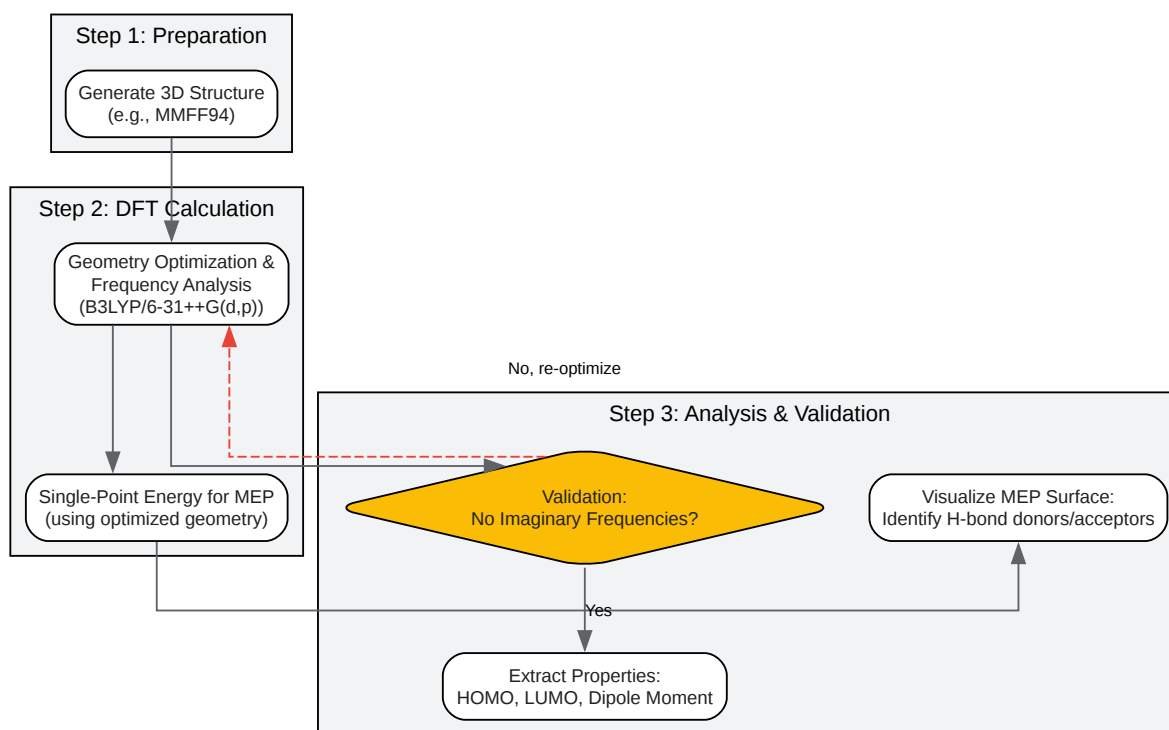 Step 1: Preparation
Generate 3D Structure
(e.g., MMFF94)
Step 2: DFT Calculation
Geometry Optimization &
Frequency Analysis
(B3LYP/6-31++G(d,p))
No, re-optimize
Step 3: Analysis & Validation
Single-Point Energy for MEP
(using optimized geometry)
Validation:
No Imaginary Frequencies?
Visualize MEP Surface:
Identify H-bond donors/acceptors
Yes
Extract Properties:
HOMO, LUMO, Dipole Moment